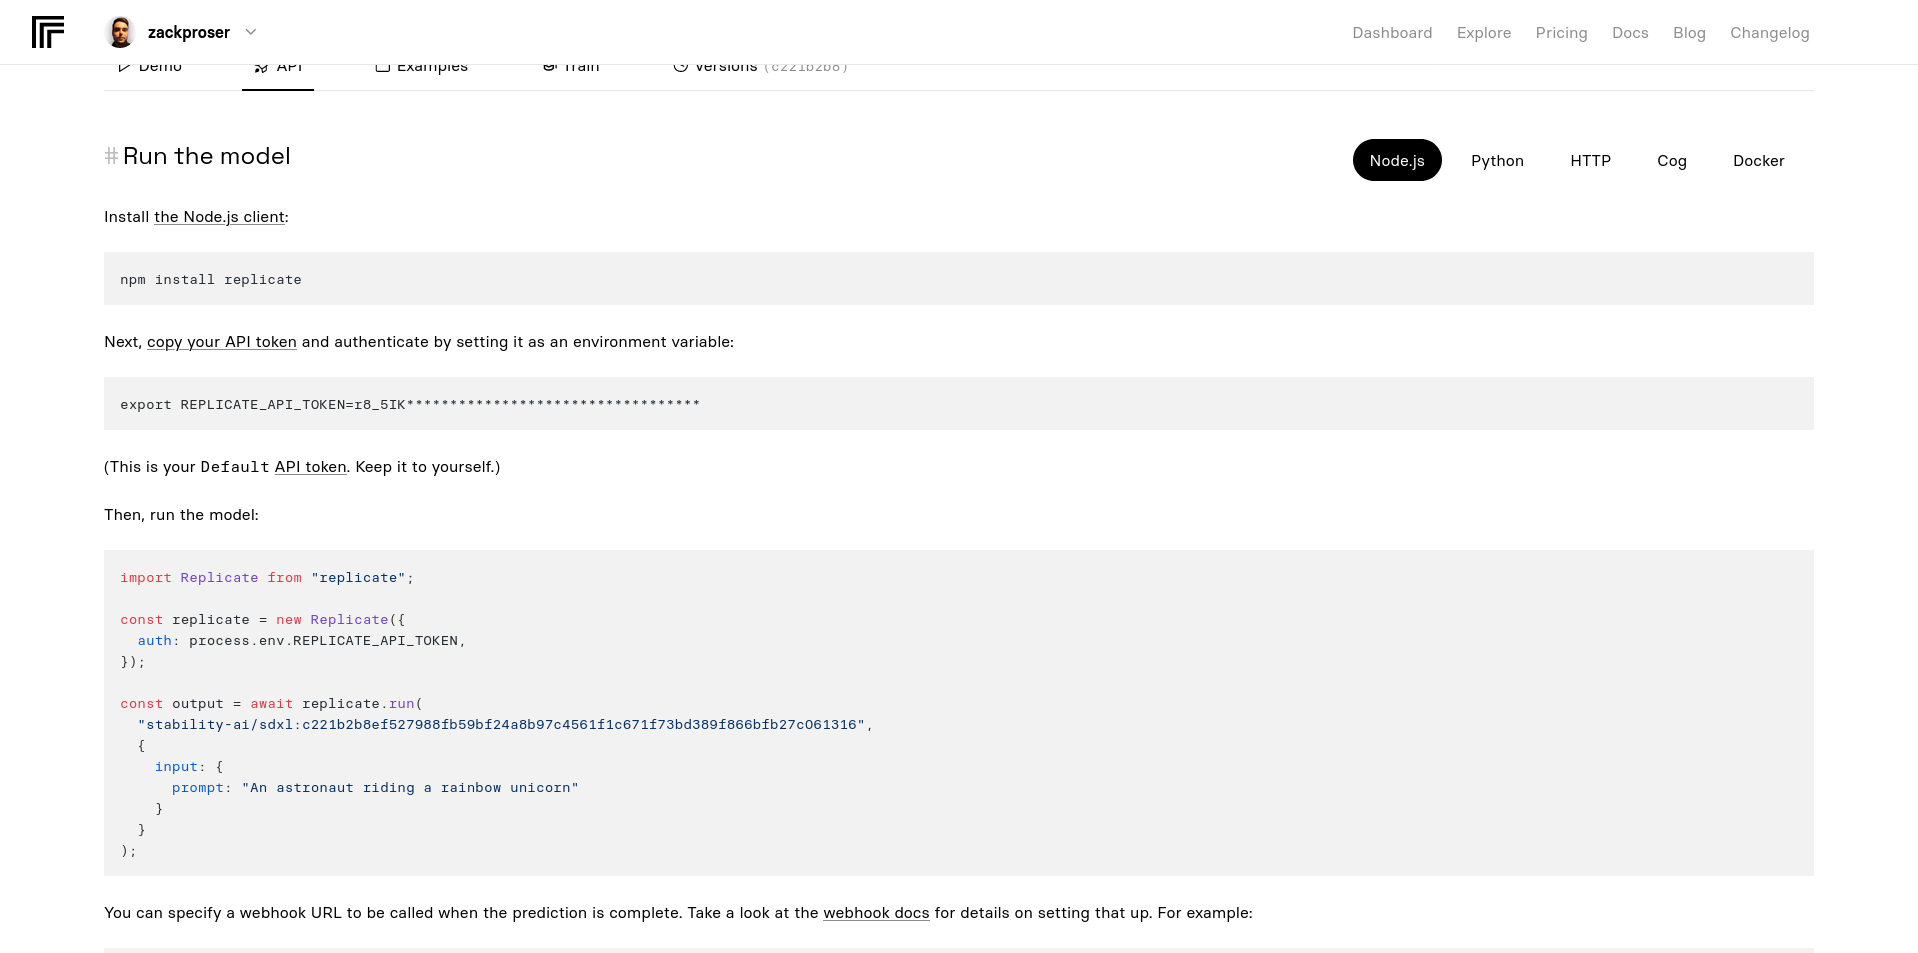 zackproser
Dashboard Explore Pricing Docs Blog Changelog
Demo API Examples Train Versions (c221b2b8)
#Run the model
Node.js Python HTTP Cog Docker
Install the Node.js client:
npm install replicate
Next, copy your API token and authenticate by setting it as an environment variable:
export REPLICATE_API_TOKEN=r8_5IK**********************************
(This is your Default API token. Keep it to yourself.)
Then, run the model:
import Replicate from "replicate";
const replicate = new Replicate({
  auth: process.env.REPLICATE_API_TOKEN,
});
const output = await replicate.run(
  "stability-ai/sdxl:c221b2b8ef527988fb59bf24a8b97c4561f1c671f73bd389f866bfb27c061316",
  {
    input: {
      prompt: "An astronaut riding a rainbow unicorn"
    }
  }
);
You can specify a webhook URL to be called when the prediction is complete. Take a look at the webhook docs for details on setting that up. For example: